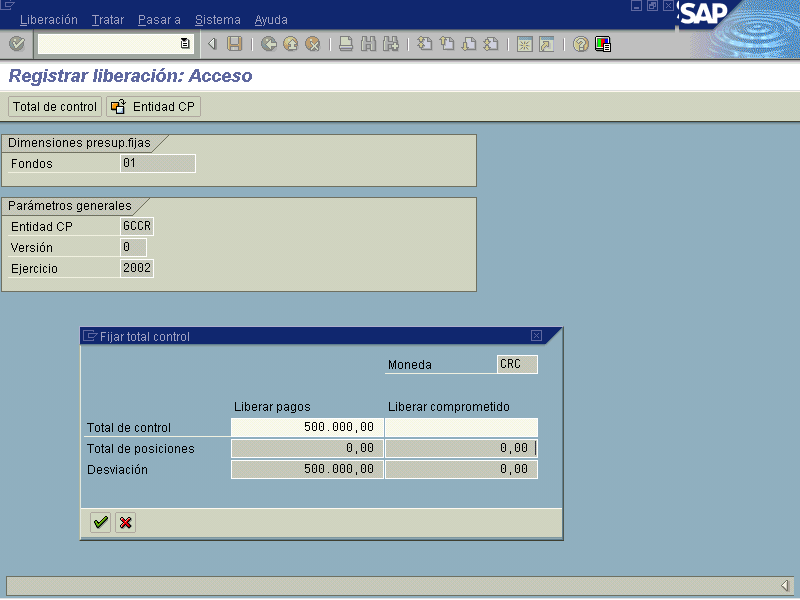 Liberación Tratar Pasar a Sistema Ayuda
SAP
Registrar liberación: Acceso
Total de control Entidad CP
Dimensiones presup.fijas
Fondos 01
Parámetros generales
Entidad CP GCCR
Versión 0
Ejercicio 2002
Fijar total control
Moneda CRC
Liberar pagos Liberar comprometido
Total de control 500.000,00
Total de posiciones 0,00 0,00
Desviación 500.000,00 0,00